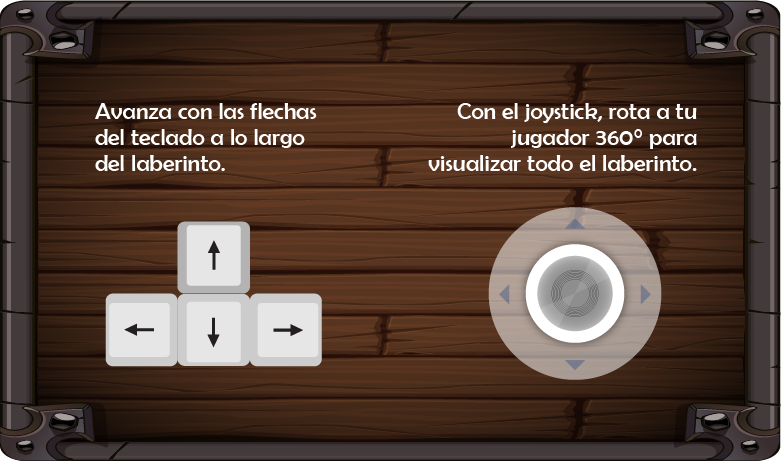 Avanza con las flechas
del teclado a lo largo
del laberinto.
Con el joystick, rota a tu
jugador 360° para
visualizar todo el laberinto.